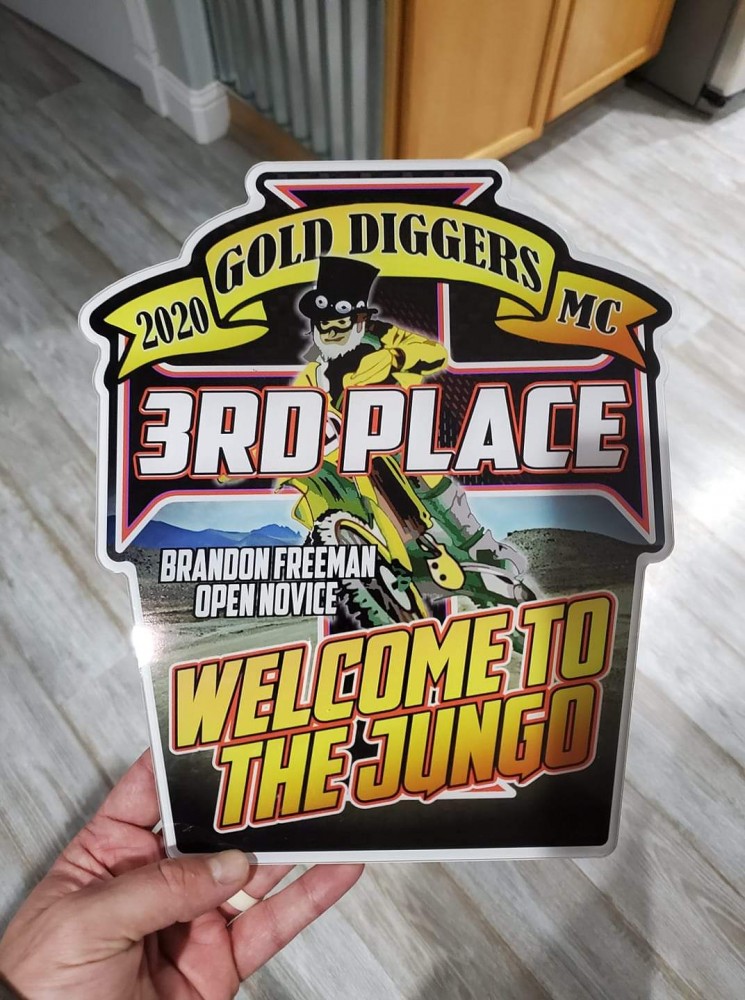 GOLD DIGGERS
2020 MC
3RD PLACE
BRANDON FREEMAN
OPEN NOVICE
WELCOME TO
THE JUNGO